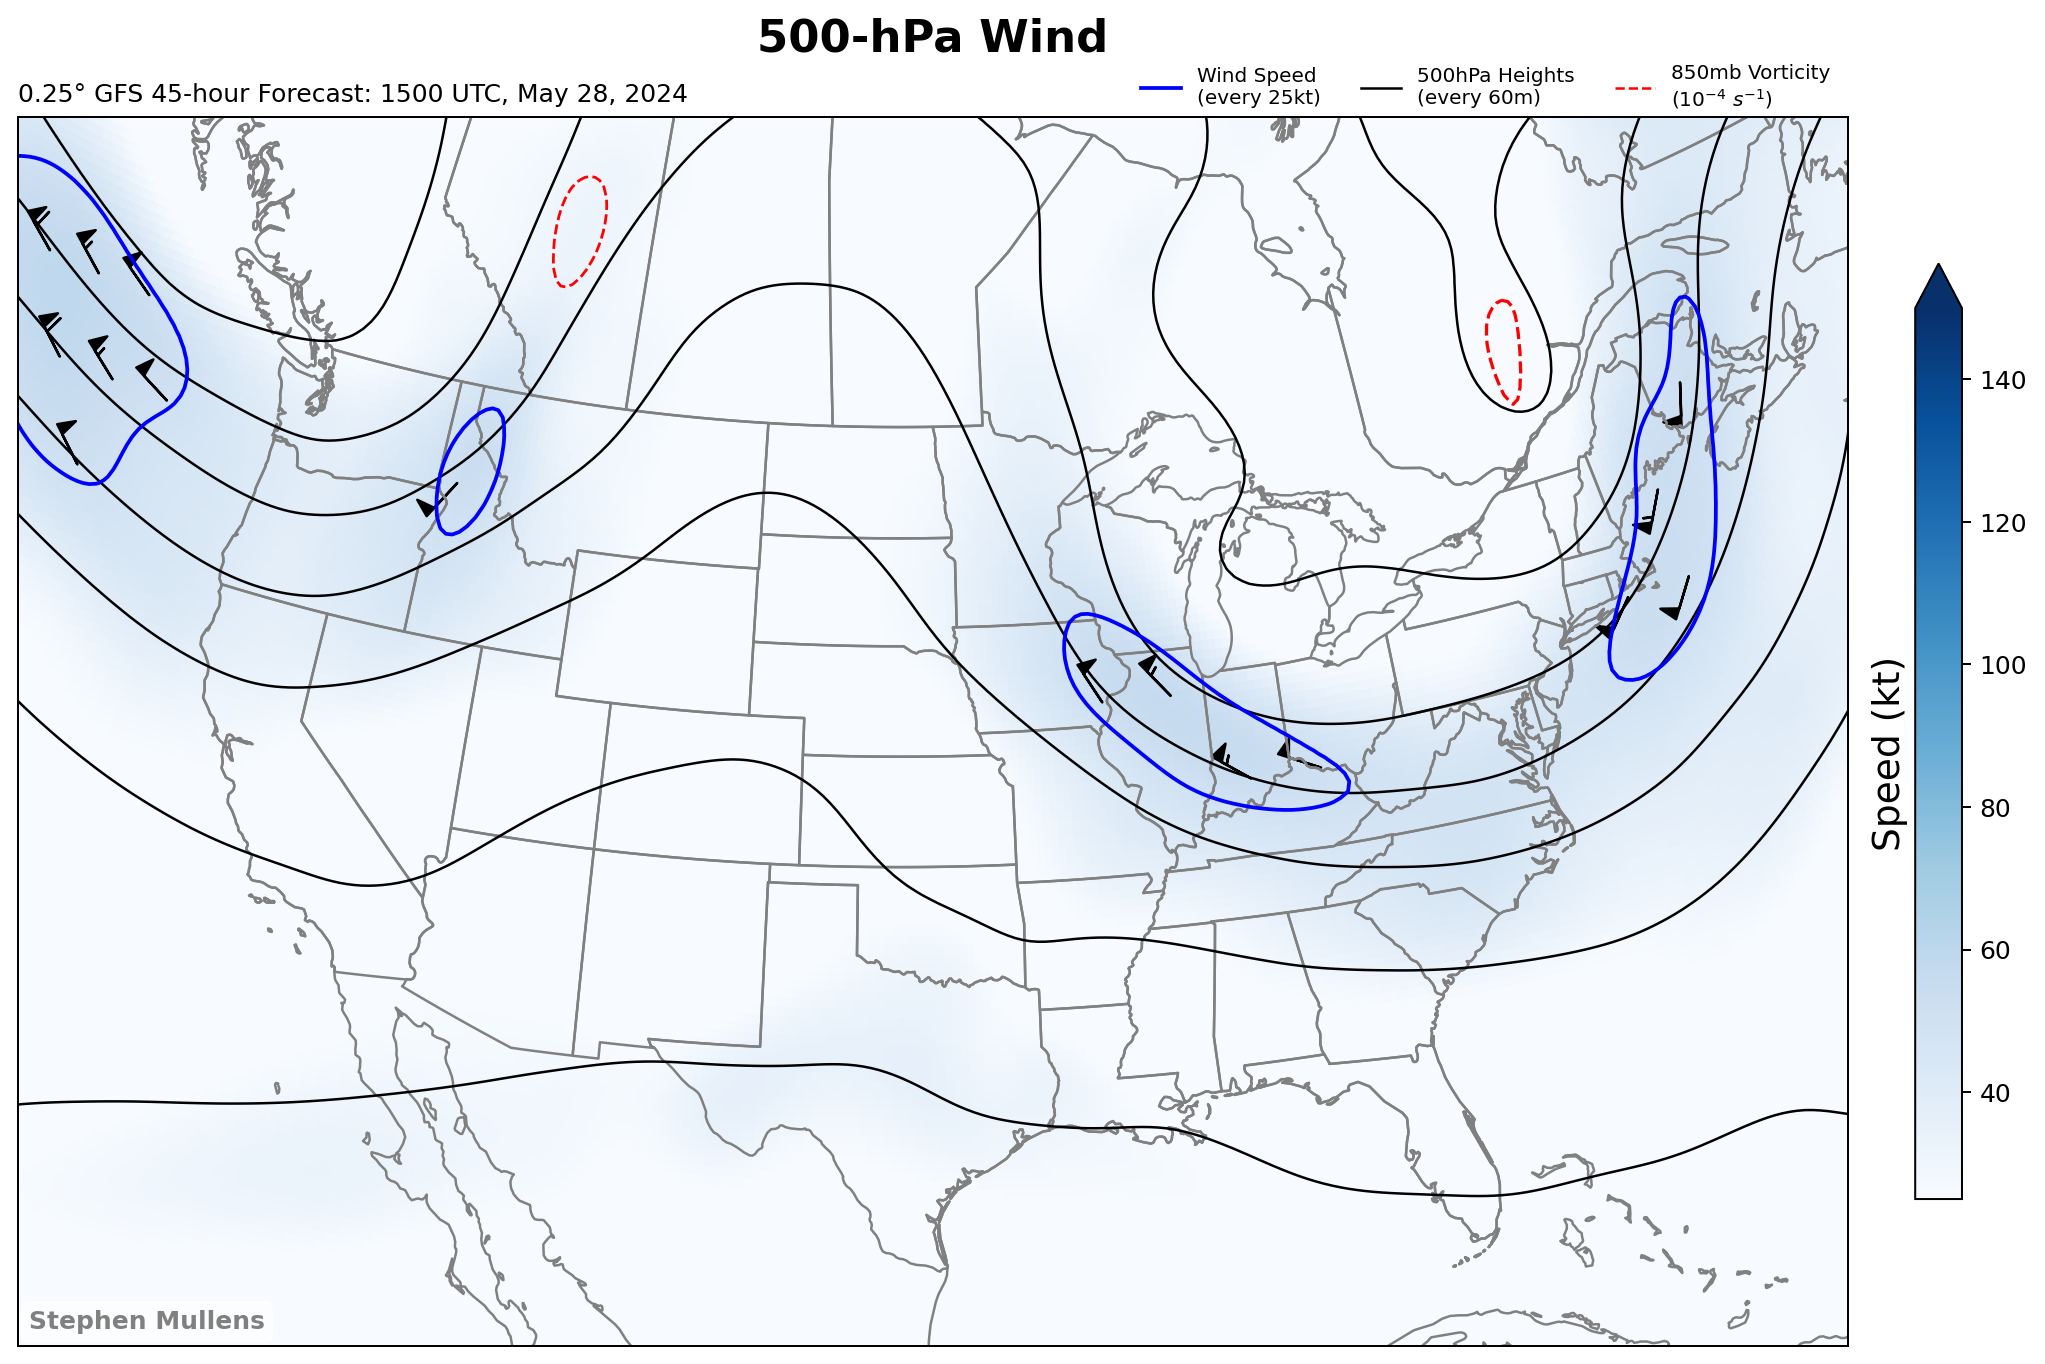 500-hPa Wind
0.25° GFS 45-hour Forecast: 1500 UTC, May 28, 2024
Wind Speed
(every 25kt)
500hPa Heights
(every 60m)
850mb Vorticity
(10⁻⁴ s⁻¹)
140
120
100
80
60
40
Speed (kt)
Stephen Mullens